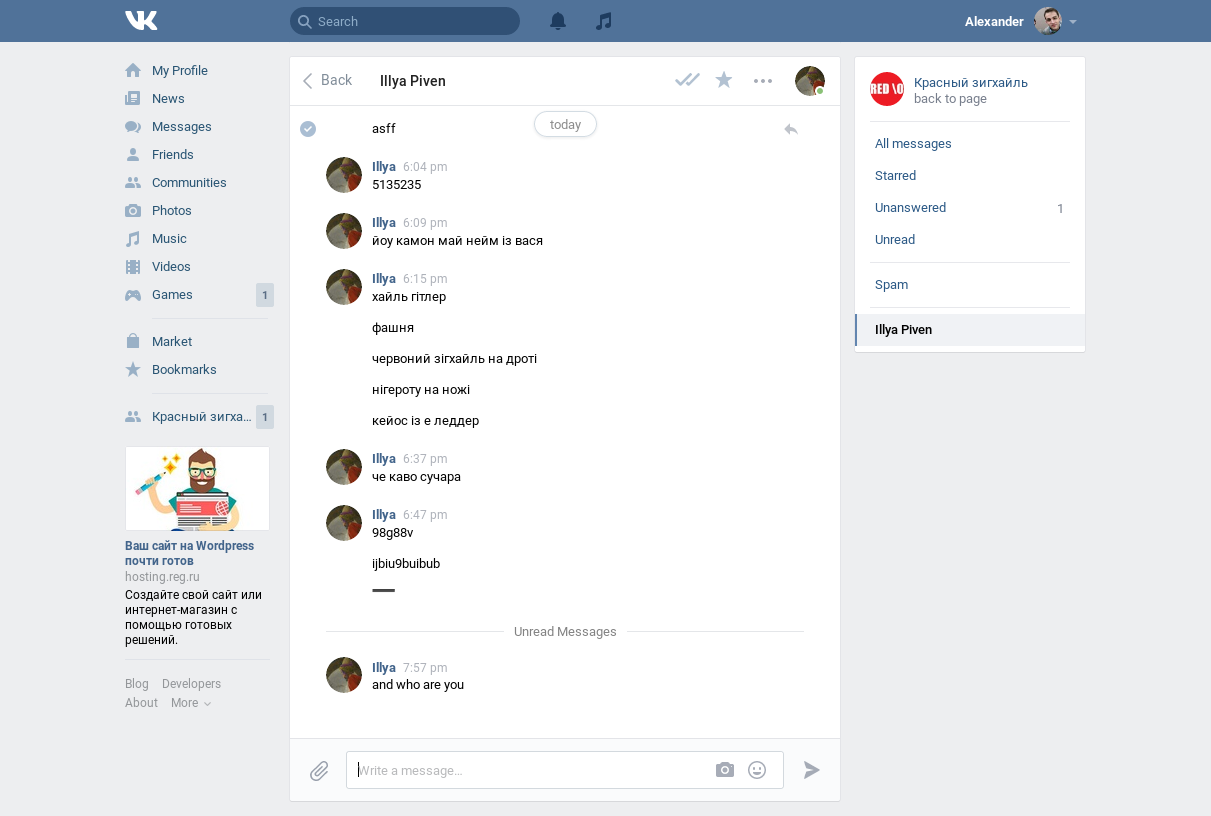 Search
Alexander
My Profile
News
Messages
Friends
Communities
Photos
Music
Videos
Games 1
Market
Bookmarks
Красный зигха... 1
Ваш сайт на Wordpress
почти готов
hosting.reg.ru
Создайте свой сайт или
интернет-магазин с
помощью готовых
решений.
Blog Developers
About More
Back Illya Piven
today
asff
Illya 6:04 pm
5135235
Illya 6:09 pm
йоу камон май нейм із вася
Illya 6:15 pm
хайль гітлер
фашня
червоний зігхайль на дроті
нігероту на ножі
кейос із е леддер
Illya 6:37 pm
че каво сучара
Illya 6:47 pm
98g88v
ijbiu9buibub
Unread Messages
Illya 7:57 pm
and who are you
Write a message...
RED \O
Красный зигхайль
back to page
All messages
Starred
Unanswered 1
Unread
Spam
Illya Piven